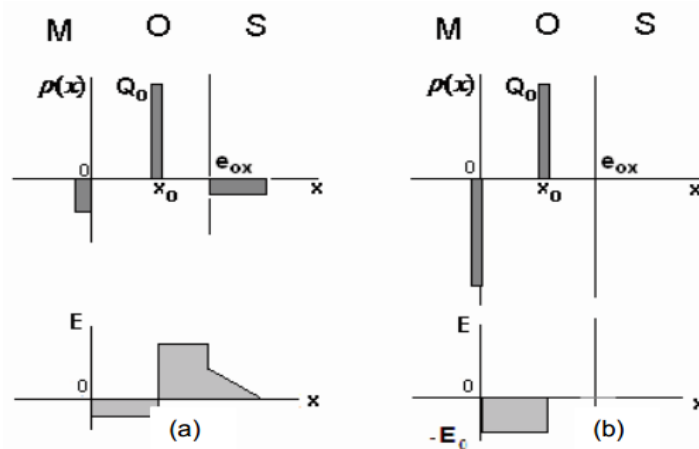 M O S
M O S
p(x)
Q₀
0
e_ox
x₀
x
p(x)
Q₀
0
e_ox
x₀
x
E
0
x
(a)
E
0
x
-E₀
(b)